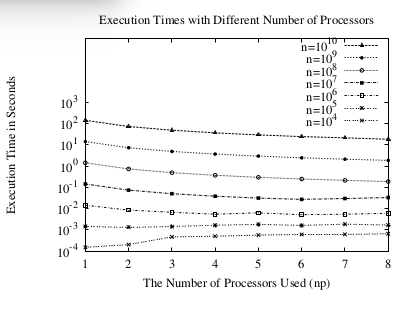 Execution Times with Different Number of Processors
n=10^10
n=10^9
n=10^8
n=10^7
n=10^6
n=10^5
n=10^4
10^3
10^2
10^1
10^0
10^-1
10^-2
10^-3
10^-4
Execution Time in Seconds
1 2 3 4 5 6 7 8
The Number of Processors Used (np)